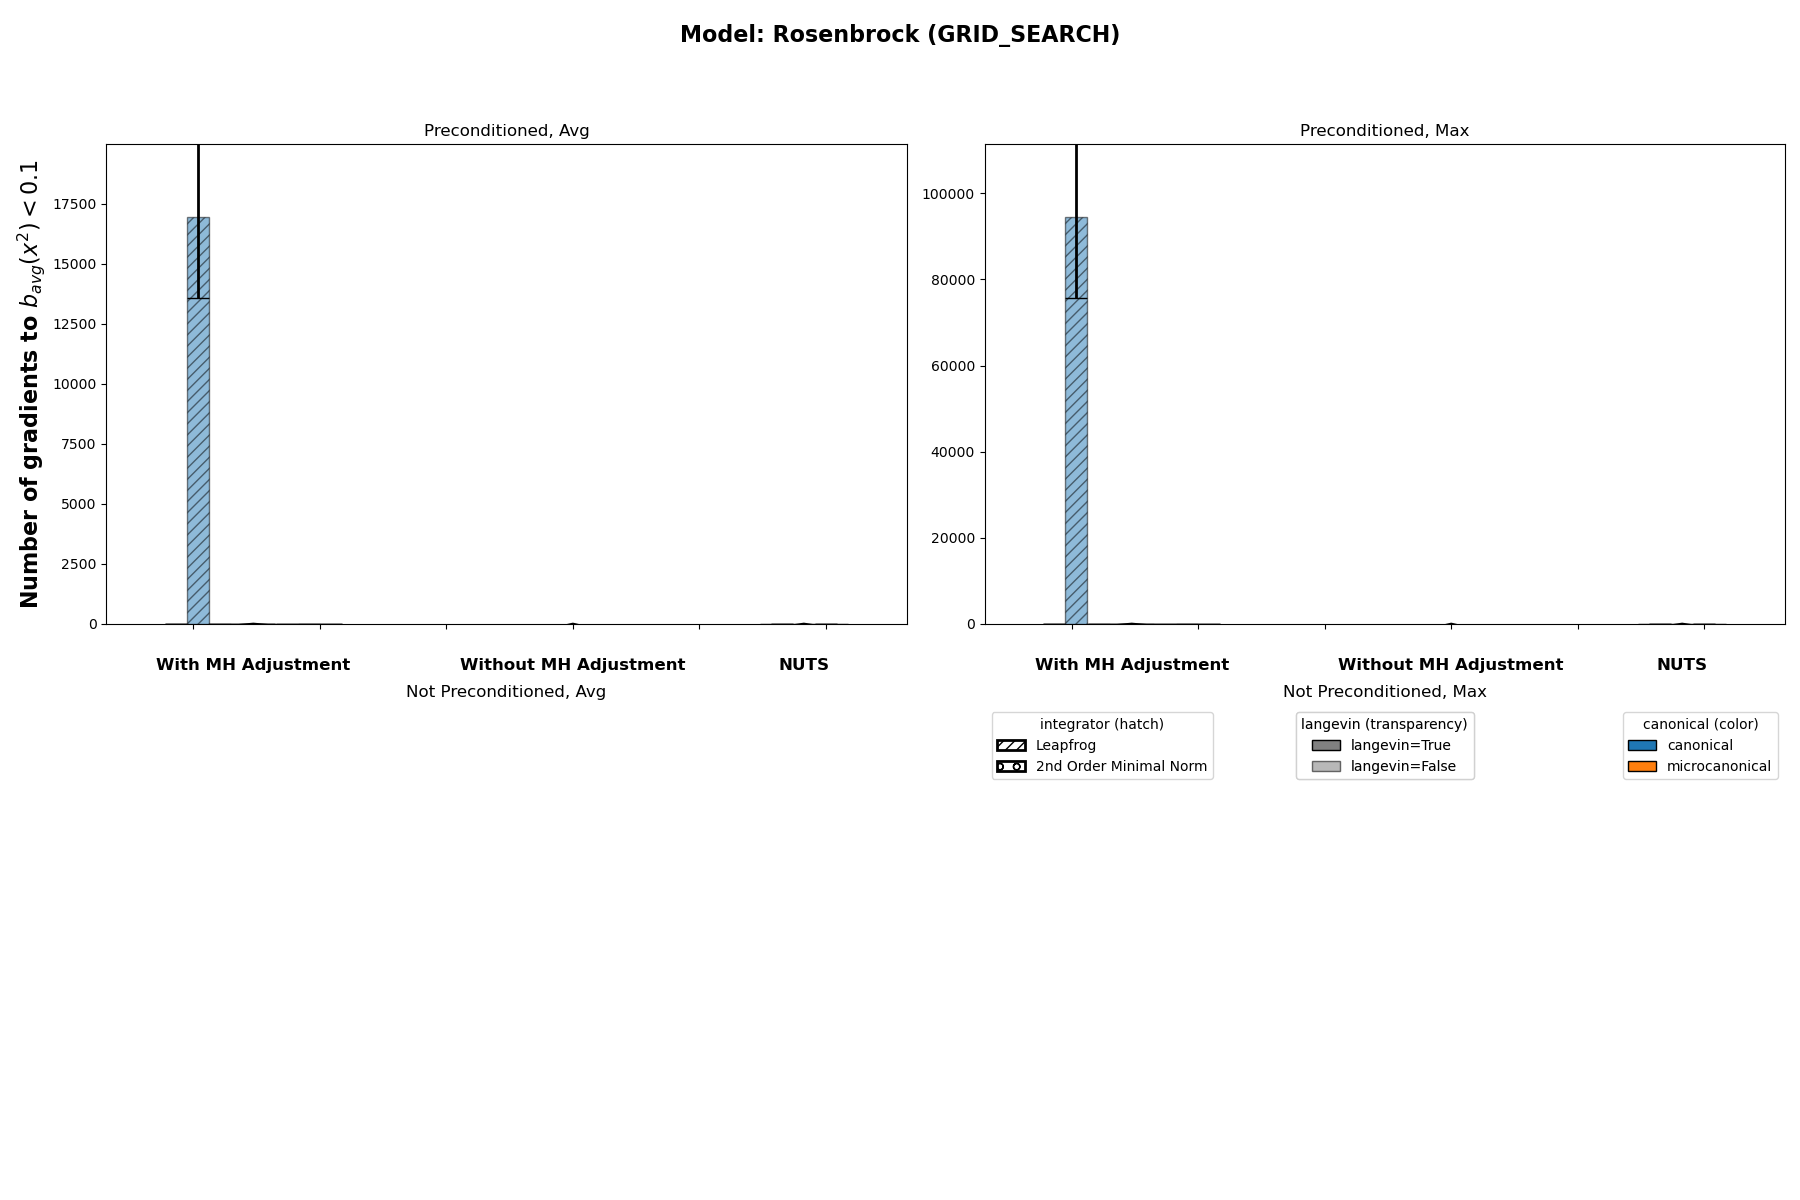 Model: Rosenbrock (GRID_SEARCH)
Preconditioned, Avg
Number of gradients to $b_{avg}(x^2) < 0.1$
17500
15000
12500
10000
7500
5000
2500
0
With MH Adjustment
Without MH Adjustment
NUTS
Preconditioned, Max
100000
80000
60000
40000
20000
0
With MH Adjustment
Without MH Adjustment
NUTS
Not Preconditioned, Avg
Not Preconditioned, Max
integrator (hatch)
Leapfrog
2nd Order Minimal Norm
langevin (transparency)
langevin=True
langevin=False
canonical (color)
canonical
microcanonical